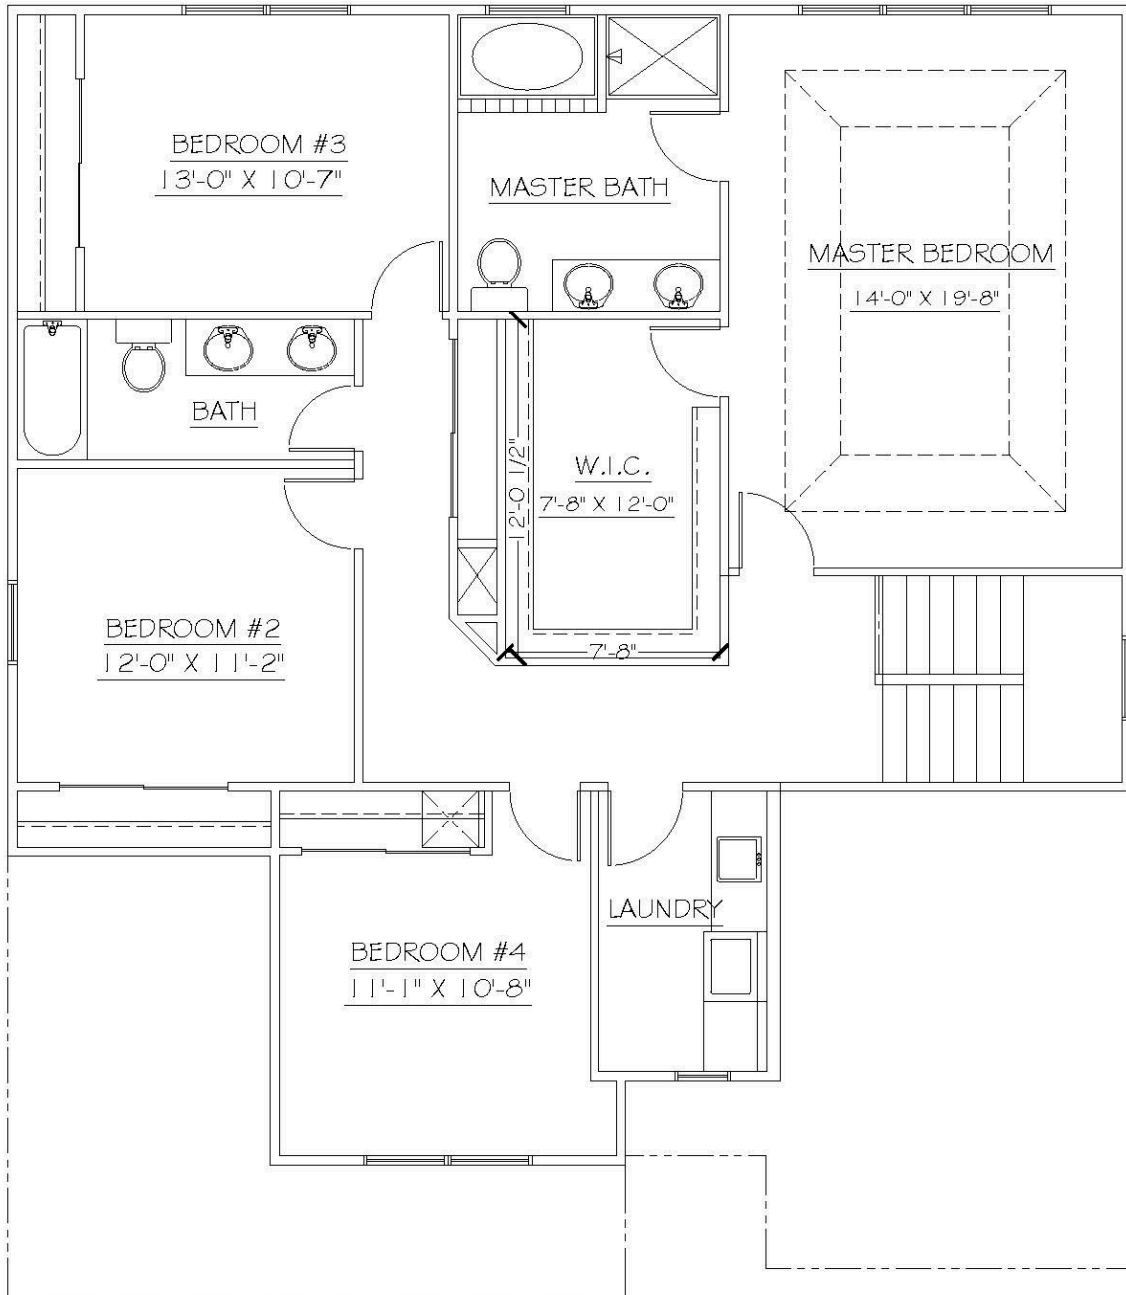 BEDROOM #3
13'-0" X 10'-7"
MASTER BATH
MASTER BEDROOM
14'-0" X 19'-8"
BATH
W.I.C.
7'-8" X 12'-0"
12'-0 1/2"
7'-8"
BEDROOM #2
12'-0" X 11'-2"
LAUNDRY
BEDROOM #4
11'-1" X 10'-8"